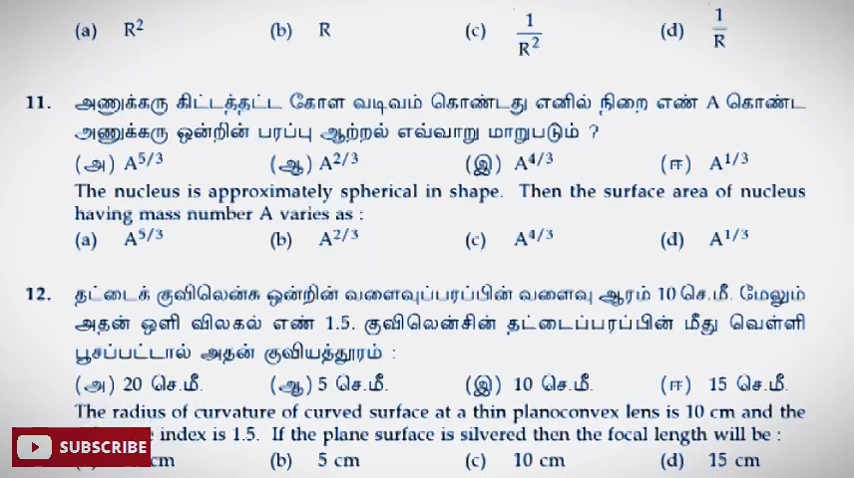 (a) R² (b) R (c) 1/R² (d) 1/R
11. அணுக்கரு கிட்டத்தட்ட கோள வடிவம் கொண்டது எனில் நிறை எண் A கொண்ட
அணுக்கரு ஒன்றின் பரப்பு ஆற்றல் எவ்வாறு மாறுபடும் ?
(அ) A^5/3 (ஆ) A^2/3 (இ) A^4/3 (ஈ) A^1/3
The nucleus is approximately spherical in shape. Then the surface area of nucleus
having mass number A varies as :
(a) A^5/3 (b) A^2/3 (c) A^4/3 (d) A^1/3
12. தட்டைக் குவிலென்சு ஒன்றின் வளைவுப்பரப்பின் வளைவு ஆரம் 10 செ.மீ. மேலும்
அதன் ஒளி விலகல் எண் 1.5. குவிலென்சின் தட்டைப்பரப்பின் மீது வெள்ளி
பூசப்பட்டால் அதன் குவியத்தூரம் :
(அ) 20 செ.மீ. (ஆ) 5 செ.மீ. (இ) 10 செ.மீ. (ஈ) 15 செ.மீ.
The radius of curvature of curved surface at a thin planoconvex lens is 10 cm and the
index is 1.5. If the plane surface is silvered then the focal length will be :
cm (b) 5 cm (c) 10 cm (d) 15 cm
SUBSCRIBE